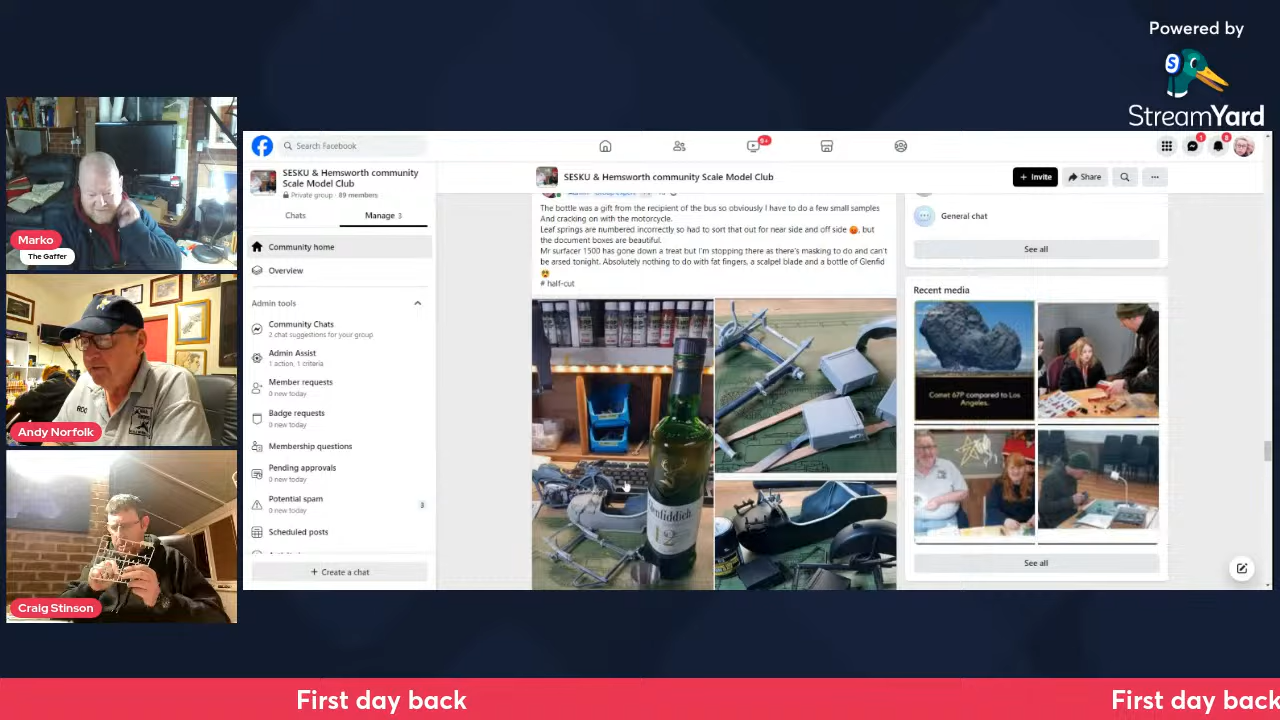 Powered by
StreamYard
Marko
The Gaffer
ROC
Andy Norfolk
Craig Stinson
Search Facebook
9+
1
8
SESKU & Hemsworth community
Scale Model Club
Private group · 89 members
Chats
Manage 3
Community home
Overview
Admin tools
Community Chats
2 chat suggestions for your group
Admin Assist
1 action, 1 criteria
Member requests
0 new today
Badge requests
0 new today
Membership questions
Pending approvals
0 new today
Potential spam
0 new today
3
Scheduled posts
+ Create a chat
SESKU & Hemsworth community Scale Model Club
+ Invite
Share
The bottle was a gift from the recipient of the bus so obviously I have to do a few small samples
And cracking on with the motorcycle.
Leaf springs are numbered incorrectly so had to sort that out for near side and off side 😡, but
the document boxes are beautiful.
Mr surfacer 1500 has gone down a treat but I'm stopping there as there's masking to do and can't
be arsed tonight. Absolutely nothing to do with fat fingers, a scalpel blade and a bottle of Glenfid
😍
# half-cut
Glenfiddich
12
General chat
See all
Recent media
Comet 67P compared to Los
Angeles.
See all
First day back
First day back